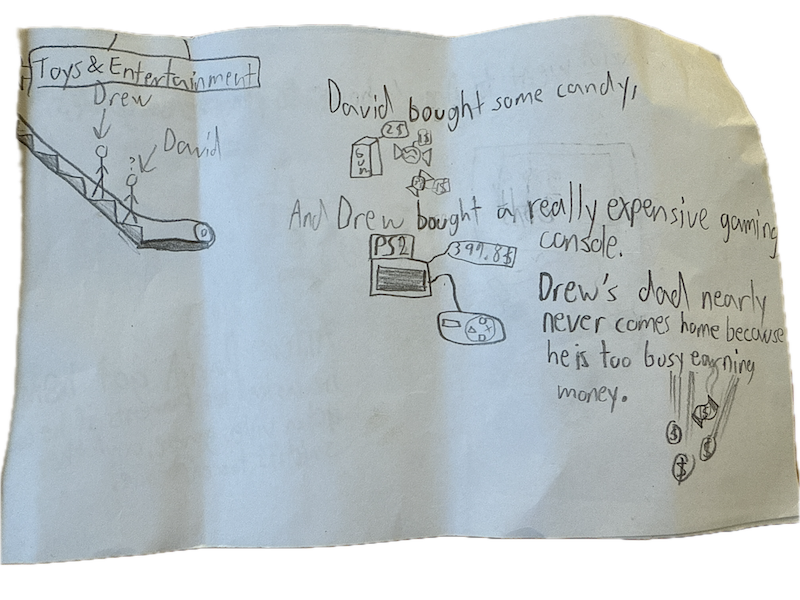 Toys & Entertainment
Drew
David
?
David bought some candy,
2$
1$
GUM
1$
And Drew bought a really expensive gaming
console.
PS2
399.8$
Drew's dad nearly
never comes home because
he is too busy earning
money.
$
$
$